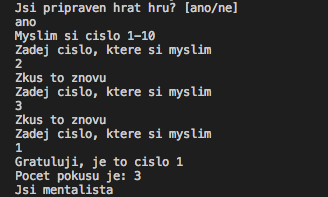 Jsi pripraven hrat hru? [ano/ne]
ano
Myslim si cislo 1-10
Zadej cislo, ktere si myslim
2
Zkus to znovu
Zadej cislo, ktere si myslim
3
Zkus to znovu
Zadej cislo, ktere si myslim
1
Gratuluji, je to cislo 1
Pocet pokusu je: 3
Jsi mentalista